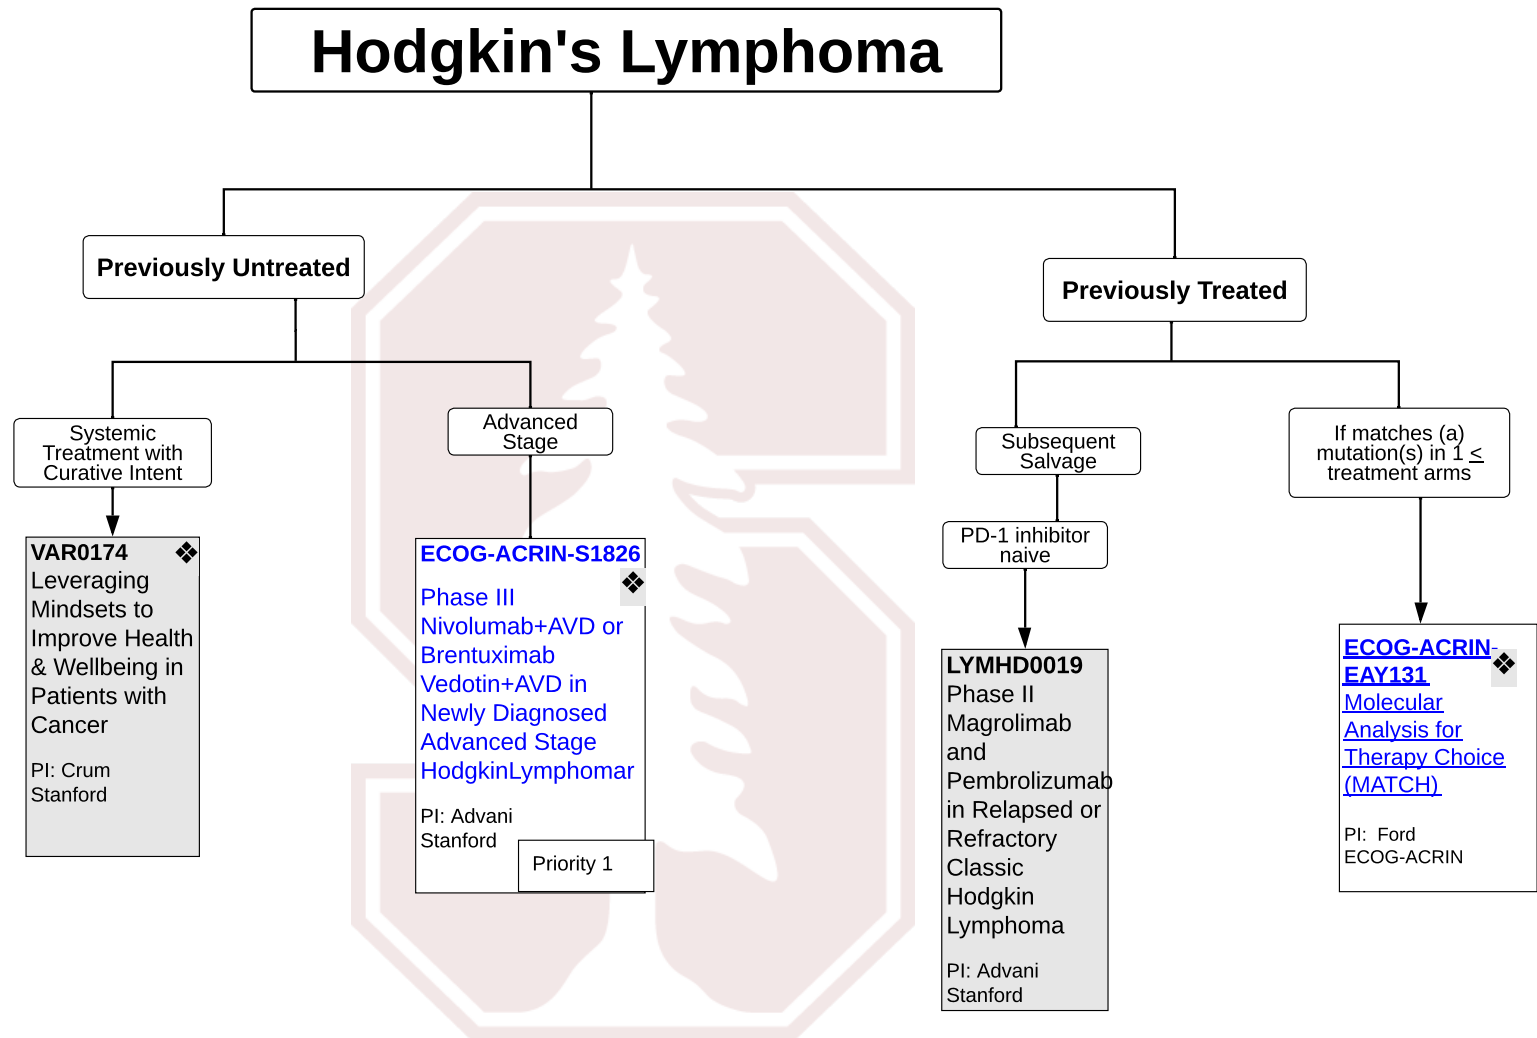 Hodgkin's Lymphoma
Previously Untreated
Previously Treated
Systemic
Treatment with
Curative Intent
Advanced
Stage
Subsequent
Salvage
If matches (a)
mutation(s) in 1 <
treatment arms
PD-1 inhibitor
naive
VAR0174 ❖
Leveraging
Mindsets to
Improve Health
& Wellbeing in
Patients with
Cancer
PI: Crum
Stanford
ECOG-ACRIN-S1826
❖
Phase III
Nivolumab+AVD or
Brentuximab
Vedotin+AVD in
Newly Diagnosed
Advanced Stage
HodgkinLymphomar
PI: Advani
Stanford
Priority 1
LYMHD0019
Phase II
Magrolimab
and
Pembrolizumab
in Relapsed or
Refractory
Classic
Hodgkin
Lymphoma
PI: Advani
Stanford
ECOG-ACRIN-
EAY131 ❖
Molecular
Analysis for
Therapy Choice
(MATCH)
PI:  Ford
ECOG-ACRIN